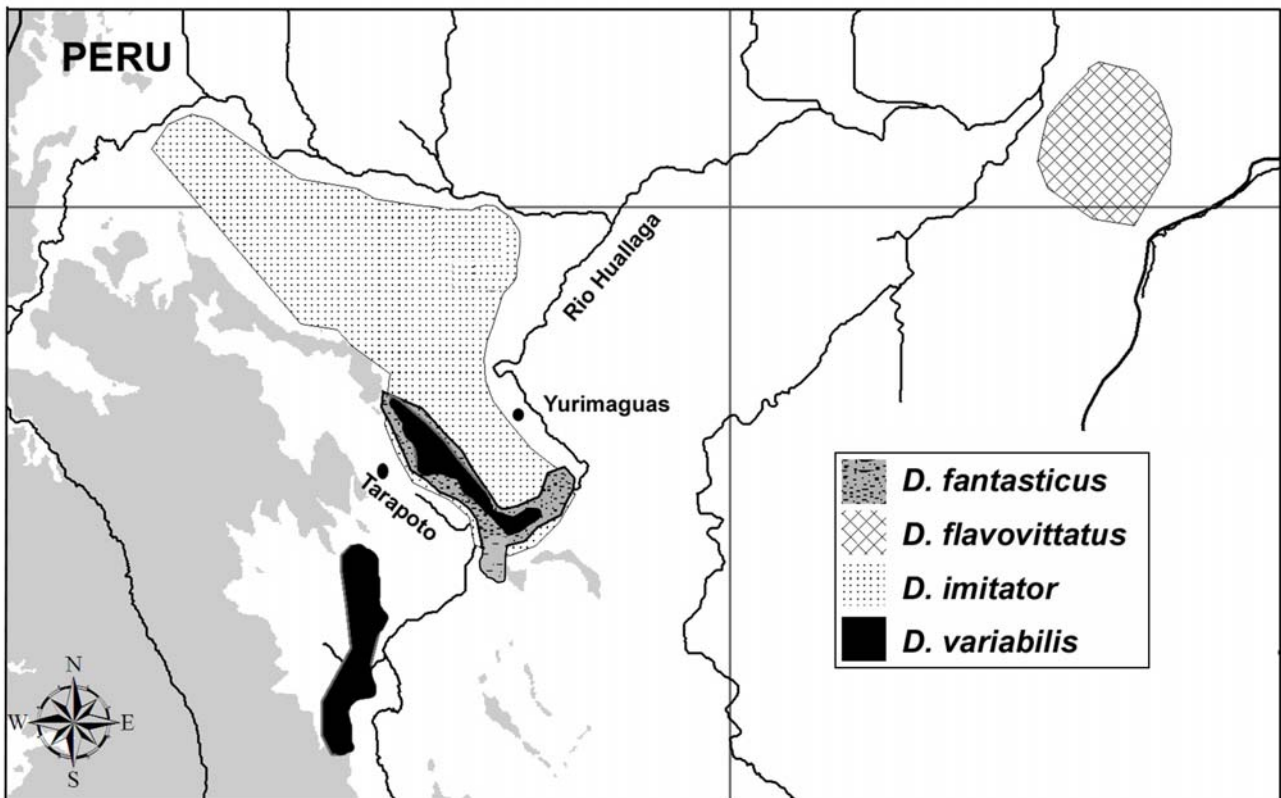 PERU
Rio Huallaga
Yurimaguas
Tarapoto
D. fantasticus
D. flavovittatus
D. imitator
D. variabilis
N
W E
S